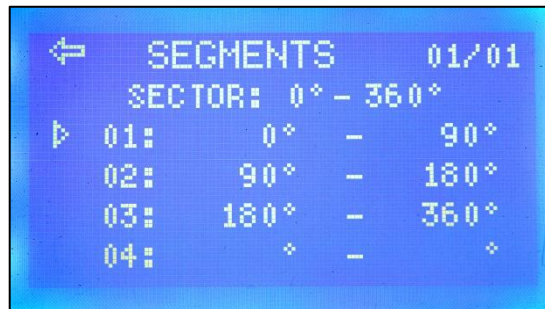 ⇦ SEGMENTS 01/01
SECTOR: 0° - 360°
▷ 01: 0° - 90°
02: 90° - 180°
03: 180° - 360°
04: ° - °